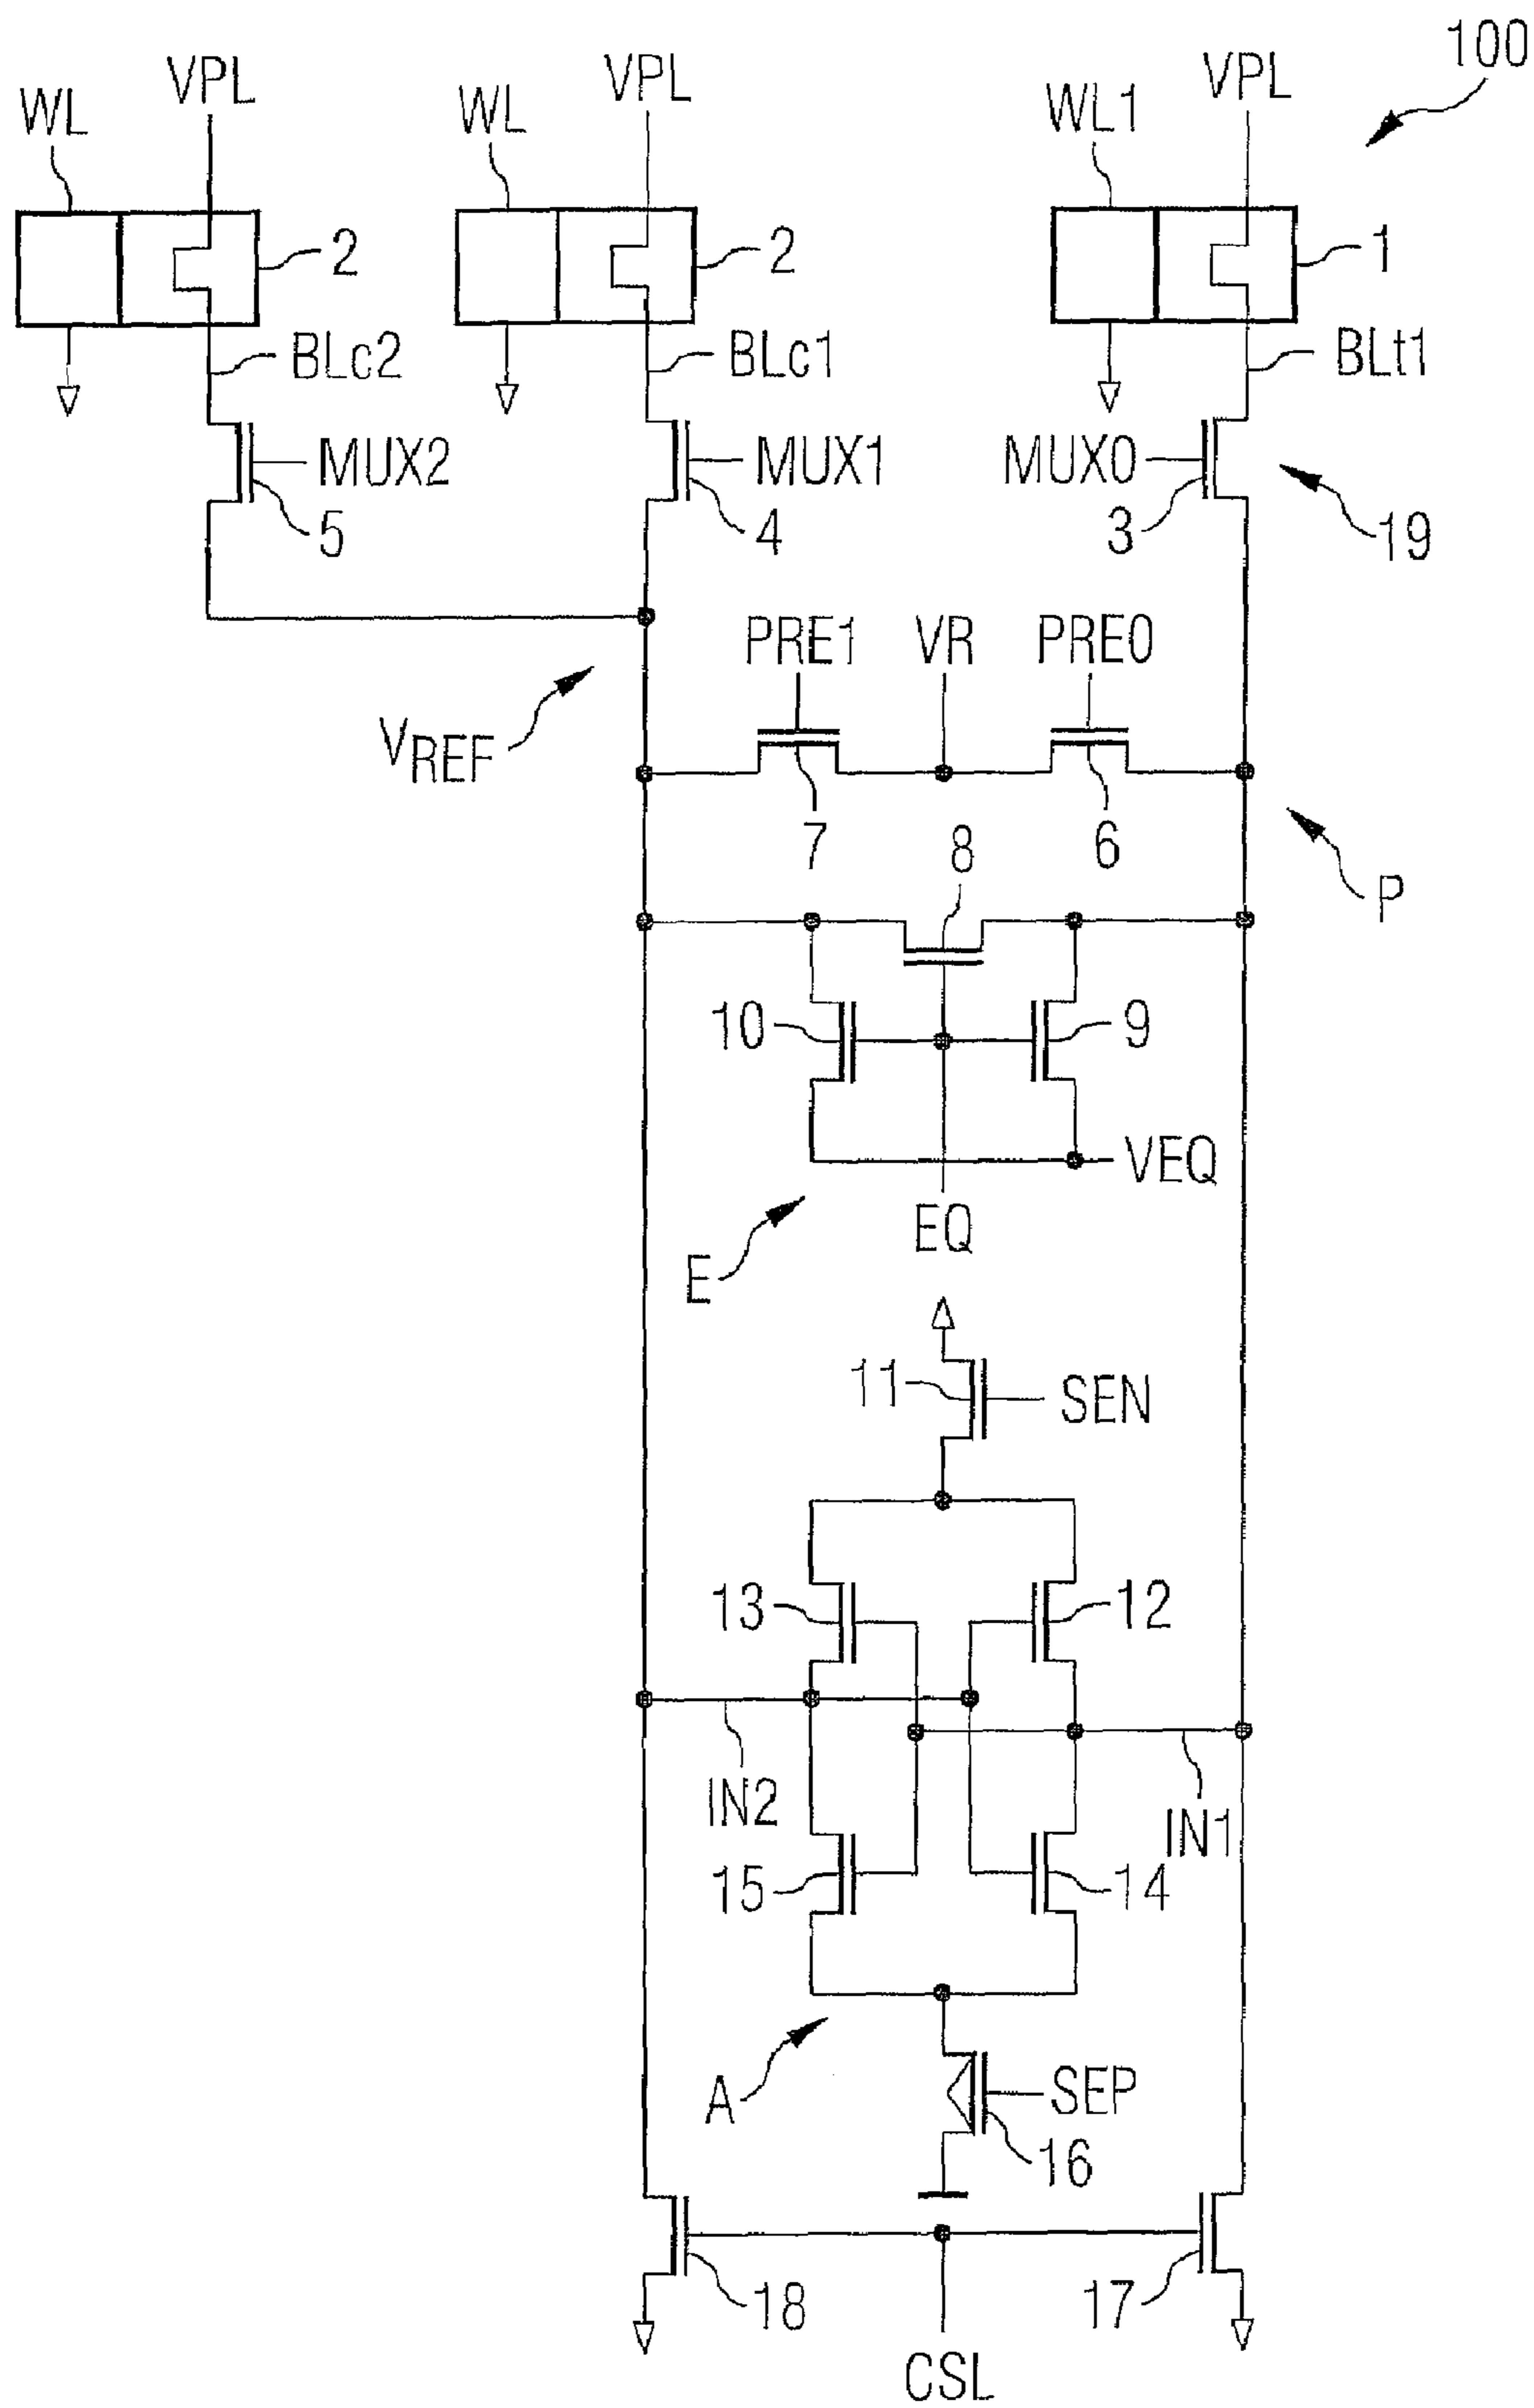 100
VPL
VPL
VPL
WL
WL
WL1
2
2
1
BLc2
BLc1
BLt1
MUX2
MUX1
MUX0
5
4
3
19
PRE1
VR
PRE0
VREF
7
8
6
P
10
9
VEQ
EQ
E
11
SEN
13
12
IN2
IN1
15
14
A
SEP
16
18
17
CSL